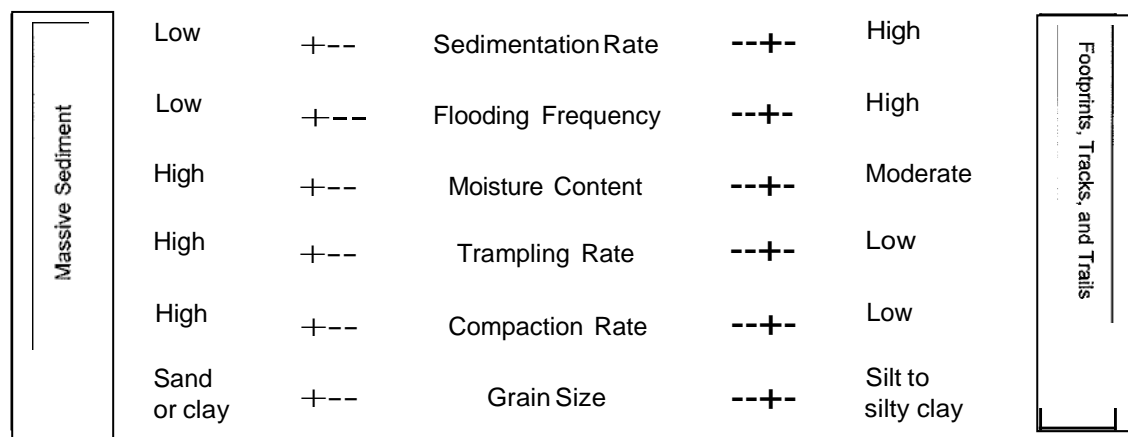 Massive Sediment
Low +-- Sedimentation Rate --+- High
Low +-- Flooding Frequency --+- High
High +-- Moisture Content --+- Moderate
High +-- Trampling Rate --+- Low
High +-- Compaction Rate --+- Low
Sand
or clay +-- Grain Size --+- Silt to
silty clay
Footprints, Tracks, and Trails